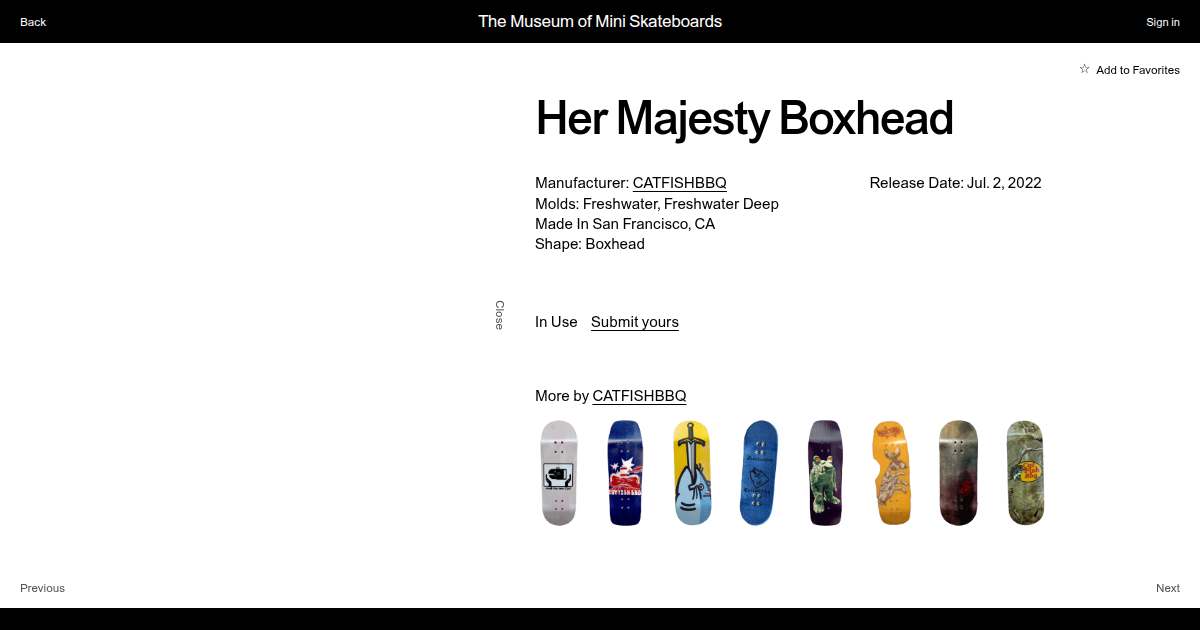 Back
The Museum of Mini Skateboards
Sign in
☆ Add to Favorites
Her Majesty Boxhead
Manufacturer: CATFISHBBQ
Release Date: Jul. 2, 2022
Molds: Freshwater, Freshwater Deep
Made In San Francisco, CA
Shape: Boxhead
Close
In Use Submit yours
More by CATFISHBBQ
Previous
Next